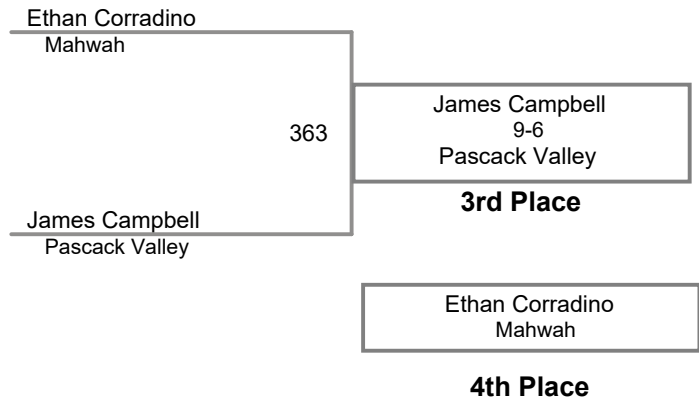 Ethan Corradino
Mahwah
363
James Campbell
9-6
Pascack Valley
3rd Place
James Campbell
Pascack Valley
Ethan Corradino
Mahwah
4th Place